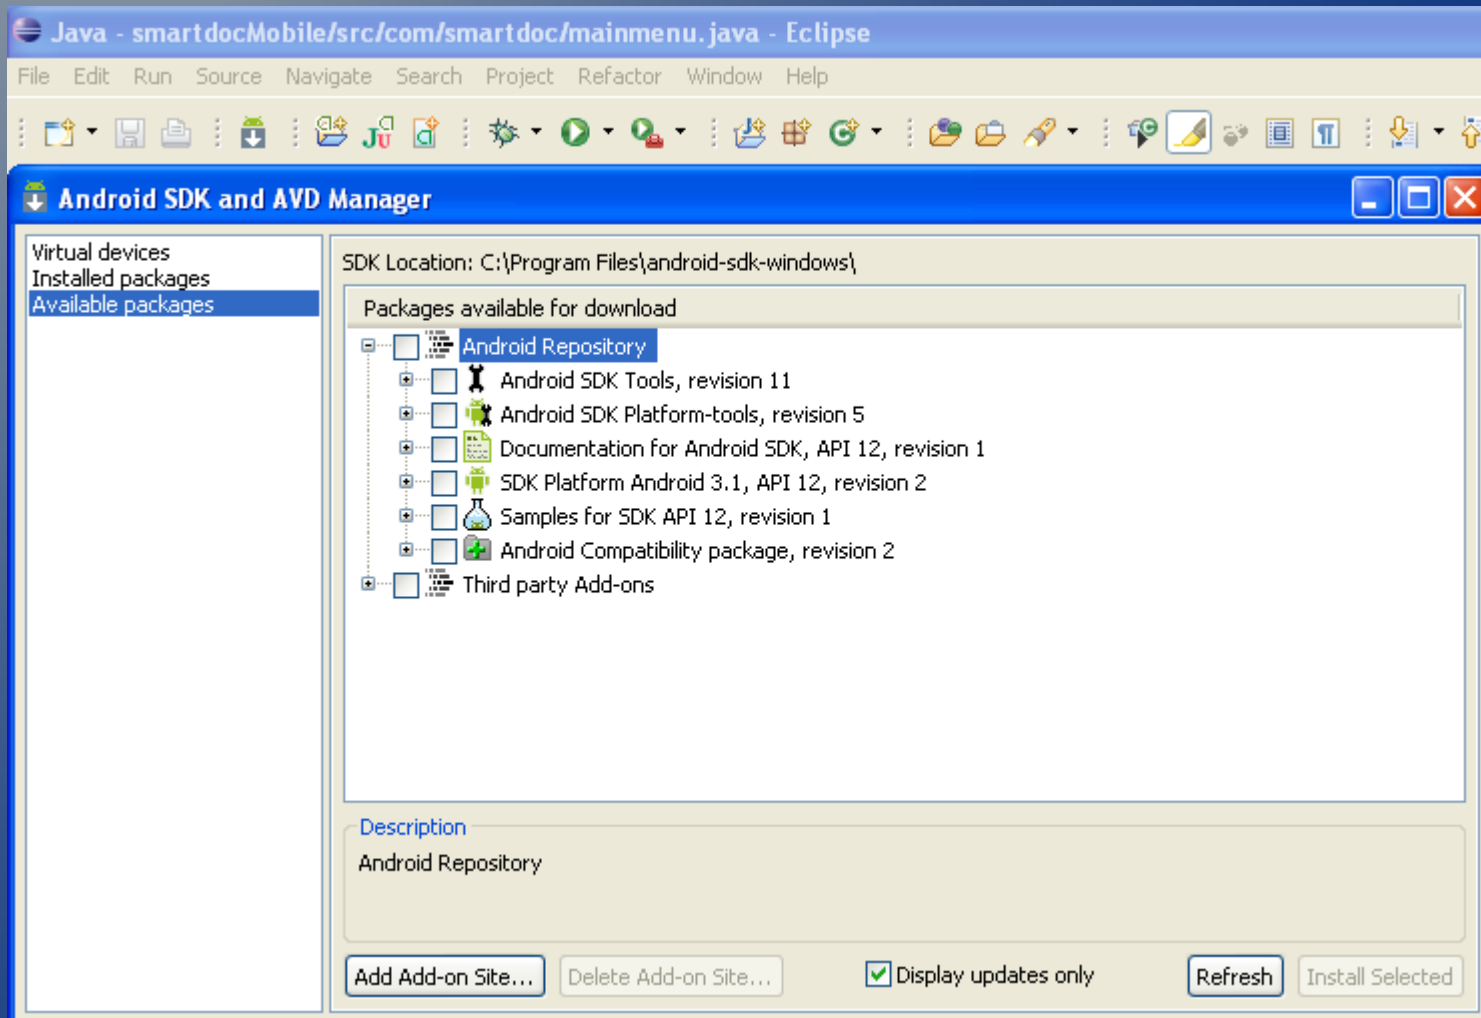 Java - smartdocMobile/src/com/smartdoc/mainmenu.java - Eclipse
File Edit Run Source Navigate Search Project Refactor Window Help
Android SDK and AVD Manager
Virtual devices
Installed packages
Available packages
SDK Location: C:\Program Files\android-sdk-windows\
Packages available for download
Android Repository
Android SDK Tools, revision 11
Android SDK Platform-tools, revision 5
Documentation for Android SDK, API 12, revision 1
SDK Platform Android 3.1, API 12, revision 2
Samples for SDK API 12, revision 1
Android Compatibility package, revision 2
Third party Add-ons
Description
Android Repository
Add Add-on Site... Delete Add-on Site... Display updates only Refresh Install Selected